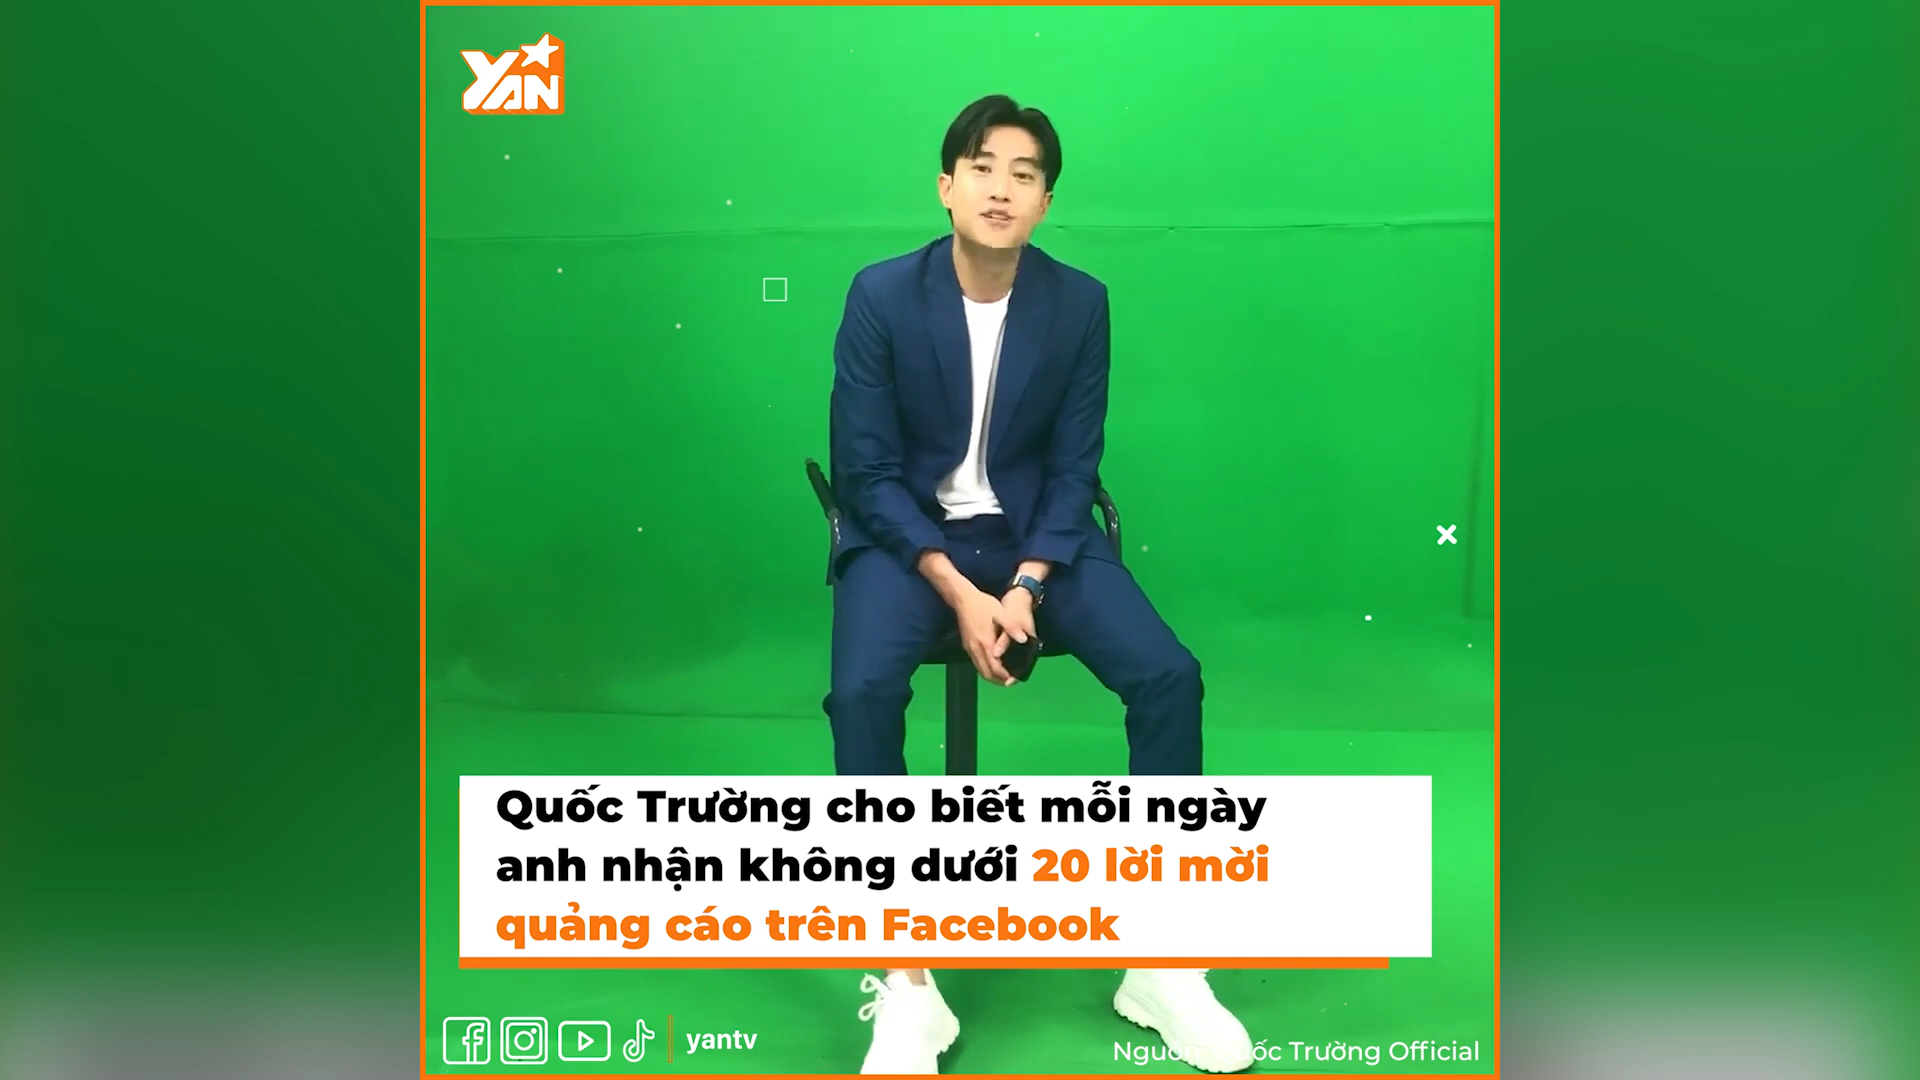 YAN
Quốc Trường cho biết mỗi ngày
anh nhận không dưới 20 lời mời
quảng cáo trên Facebook
yantv
Trường Official